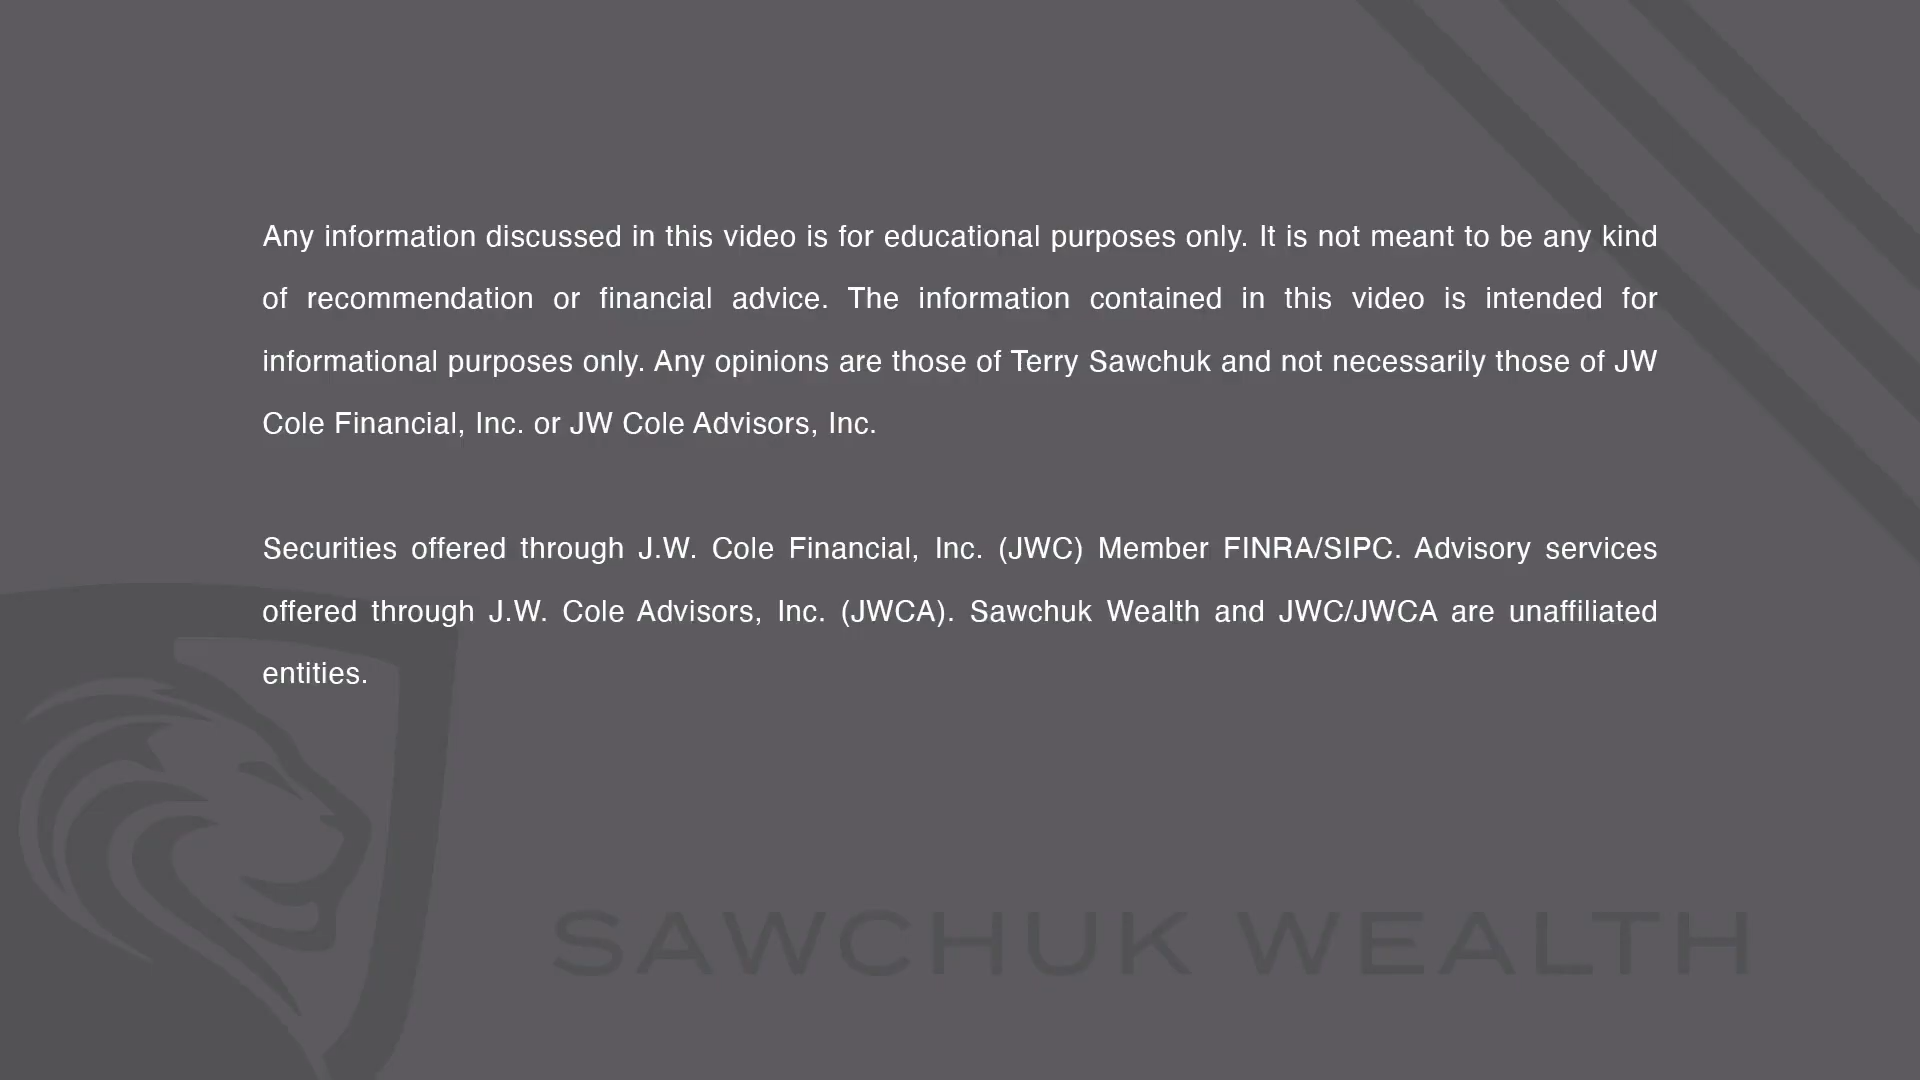 Any information discussed in this video is for educational purposes only. It is not meant to be any kind
of recommendation or financial advice. The information contained in this video is intended for
informational purposes only. Any opinions are those of Terry Sawchuk and not necessarily those of JW
Cole Financial, Inc. or JW Cole Advisors, Inc.
Securities offered through J.W. Cole Financial, Inc. (JWC) Member FINRA/SIPC. Advisory services
offered through J.W. Cole Advisors, Inc. (JWCA). Sawchuk Wealth and JWC/JWCA are unaffiliated
entities.
SAWCHUK WEALTH